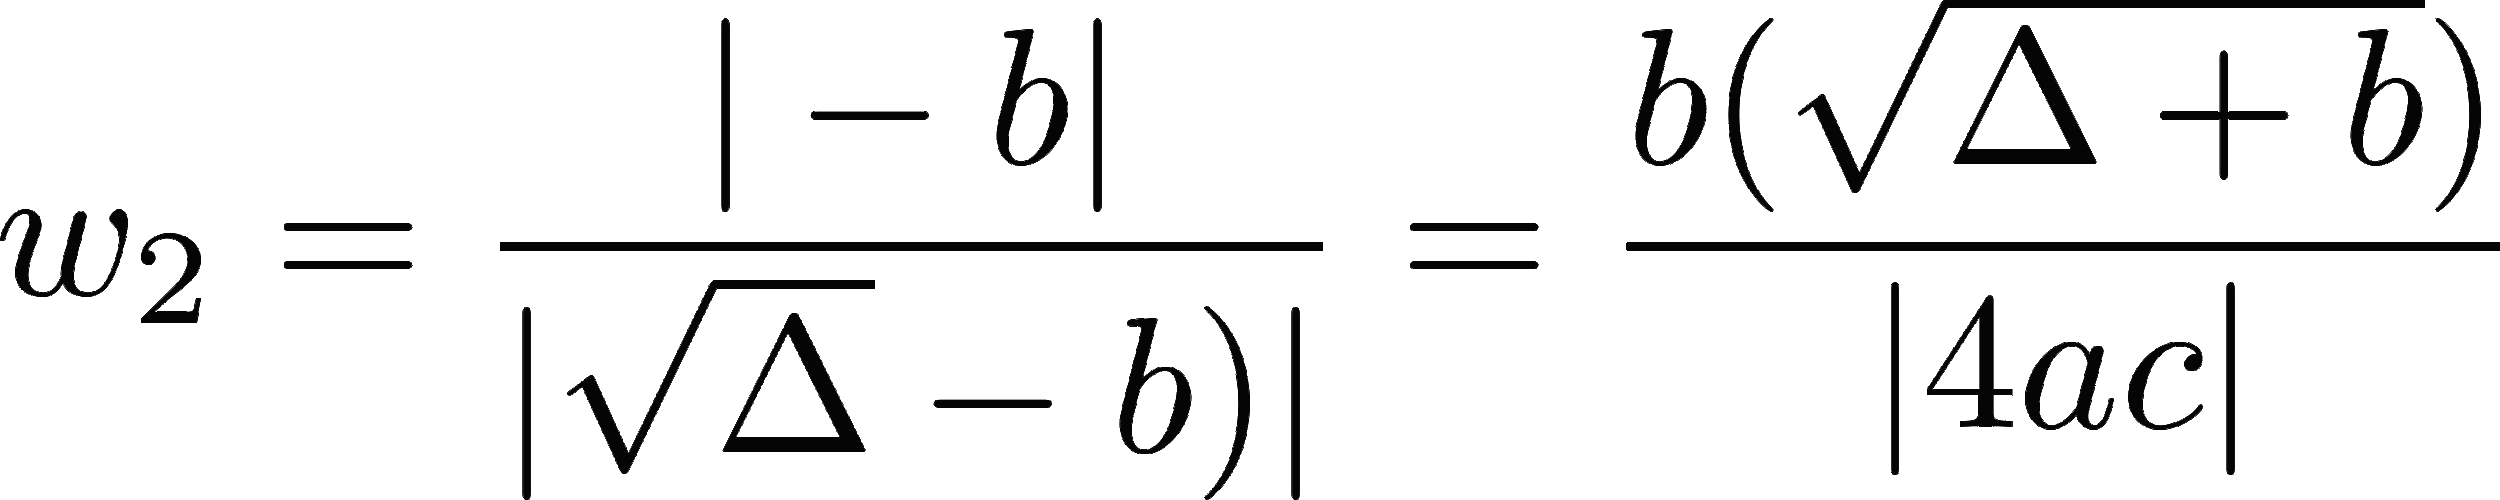 $w_2 = \frac{|-b|}{|\sqrt{\Delta} - b)|} = \frac{b(\sqrt{\Delta + b})}{|4ac|}$